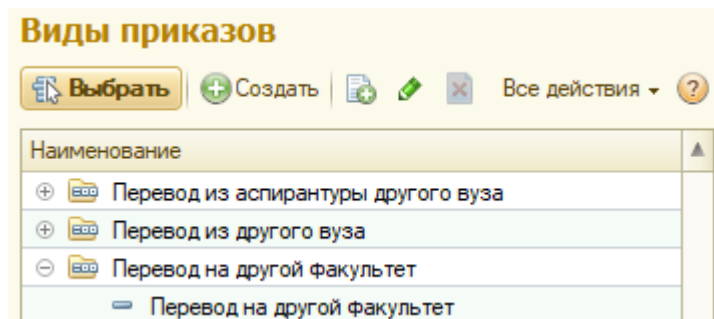 Виды приказов
Выбрать Создать Все действия ?
Наименование
Перевод из аспирантуры другого вуза
Перевод из другого вуза
Перевод на другой факультет
Перевод на другой факультет